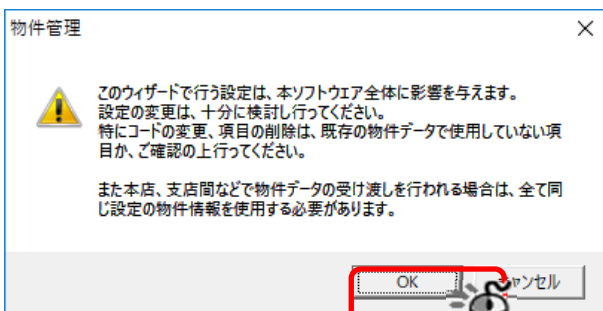 物件管理
このウィザードで行う設定は、本ソフトウェア全体に影響を与えます。
設定の変更は、十分に検討し行ってください。
特にコードの変更、項目の削除は、既存の物件データで使用していない項
目か、ご確認の上行ってください。
また本店、支店間などで物件データの受け渡しを行われる場合は、全て同
じ設定の物件情報を使用する必要があります。
OK
キャンセル